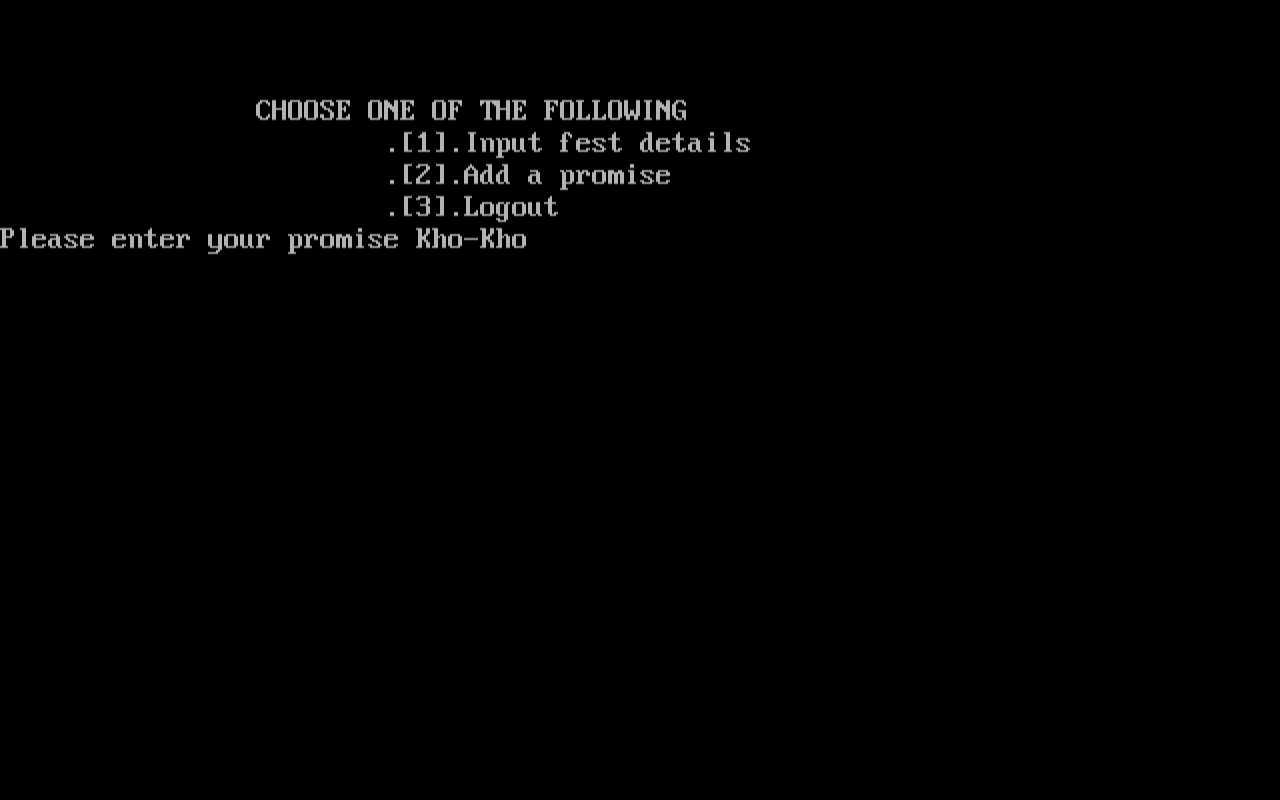 CHOOSE ONE OF THE FOLLOWING
.[1].Input fest details
.[2].Add a promise
.[3].Logout
Please enter your promise Kho-Kho